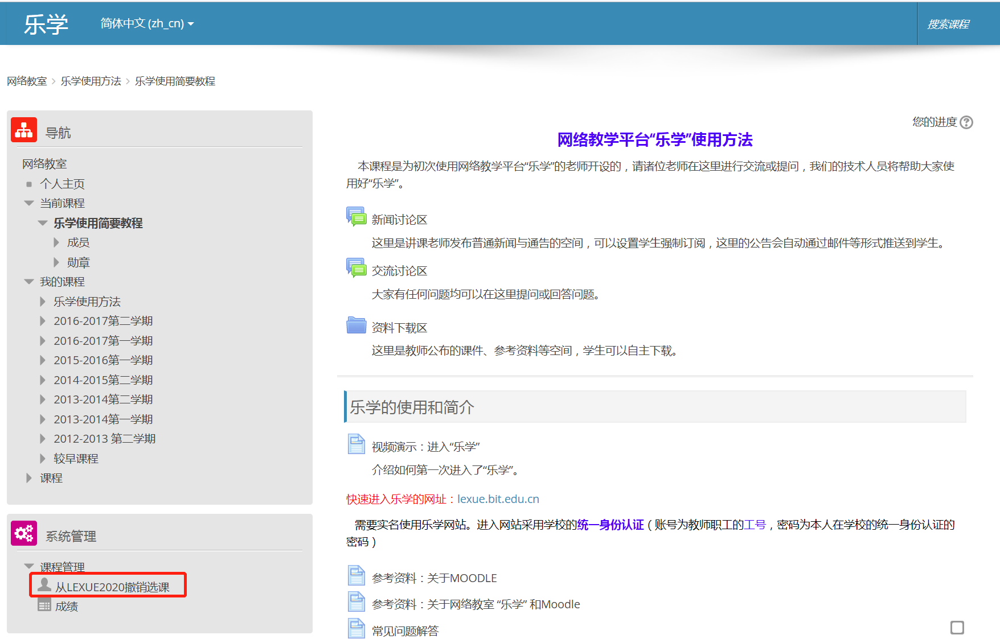 乐学
简体中文 (zh_cn)
搜索课程
网络教室 > 乐学使用方法 > 乐学使用简要教程
导航
网络教室
个人主页
当前课程
乐学使用简要教程
成员
勋章
我的课程
乐学使用方法
2016-2017第二学期
2016-2017第一学期
2015-2016第一学期
2014-2015第二学期
2013-2014第二学期
2013-2014第一学期
2012-2013 第二学期
较早课程
课程
系统管理
课程管理
从LEXUE2020撤销选课
成绩
您的进度
网络教学平台“乐学”使用方法
本课程是为初次使用网络教学平台“乐学”的老师开设的，请诸位老师在这里进行交流或提问，我们的技术人员将帮助大家使
用好“乐学”。
新闻讨论区
这里是讲课老师发布普通新闻与通告的空间，可以设置学生强制订阅，这里的公告会自动通过邮件等形式推送到学生。
交流讨论区
大家有任何问题均可以在这里提问或回答问题。
资料下载区
这里是教师公布的课件、参考资料等空间，学生可以自主下载。
乐学的使用和简介
视频演示：进入“乐学”
介绍如何第一次进入了“乐学”。
快速进入乐学的网址：lexue.bit.edu.cn
需要实名使用乐学网站。进入网站采用学校的统一身份认证（账号为教师职工的工号，密码为本人在学校的统一身份认证的
密码）
参考资料：关于MOODLE
参考资料：关于网络教室 “乐学” 和Moodle
常见问题解答